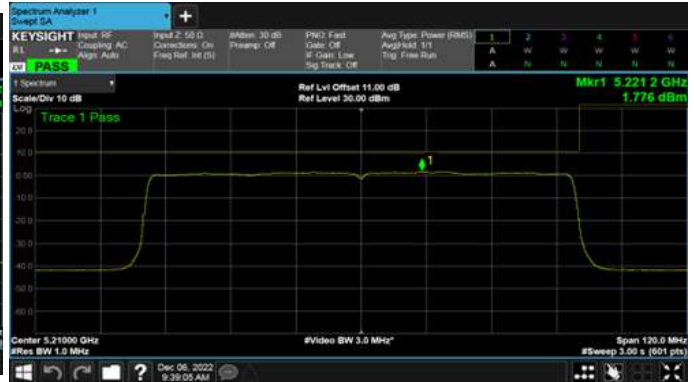 Spectrum Analyzer 1
Swept SA
+
KEYSIGHT Input: RF Input Z: 50 Ω #Atten: 30 dB PNO: Fast Avg Type: Power (RMS) 1 2 3 4 5 6
RL Coupling: AC Corrections: On Preamp: Off Gate: Off Avg|Hold: 1/1 A W W W W W
Align: Auto Freq Ref: Int (S) IF Gain: Low Trig: Free Run
PASS Sig Track: Off A N N N N N
1 Spectrum Ref Lvl Offset 11.00 dB Mkr1 5.221 2 GHz
Scale/Div 10 dB Ref Level 30.00 dBm 1.776 dBm
Log
Trace 1 Pass
20.0
10.0
0.00
1
-10.0
-20.0
-30.0
-40.0
-50.0
-60.0
Center 5.21000 GHz #Video BW 3.0 MHz* Span 120.0 MHz
#Res BW 1.0 MHz #Sweep 3.00 s (601 pts)
? Dec 06, 2022
9:39:05 AM